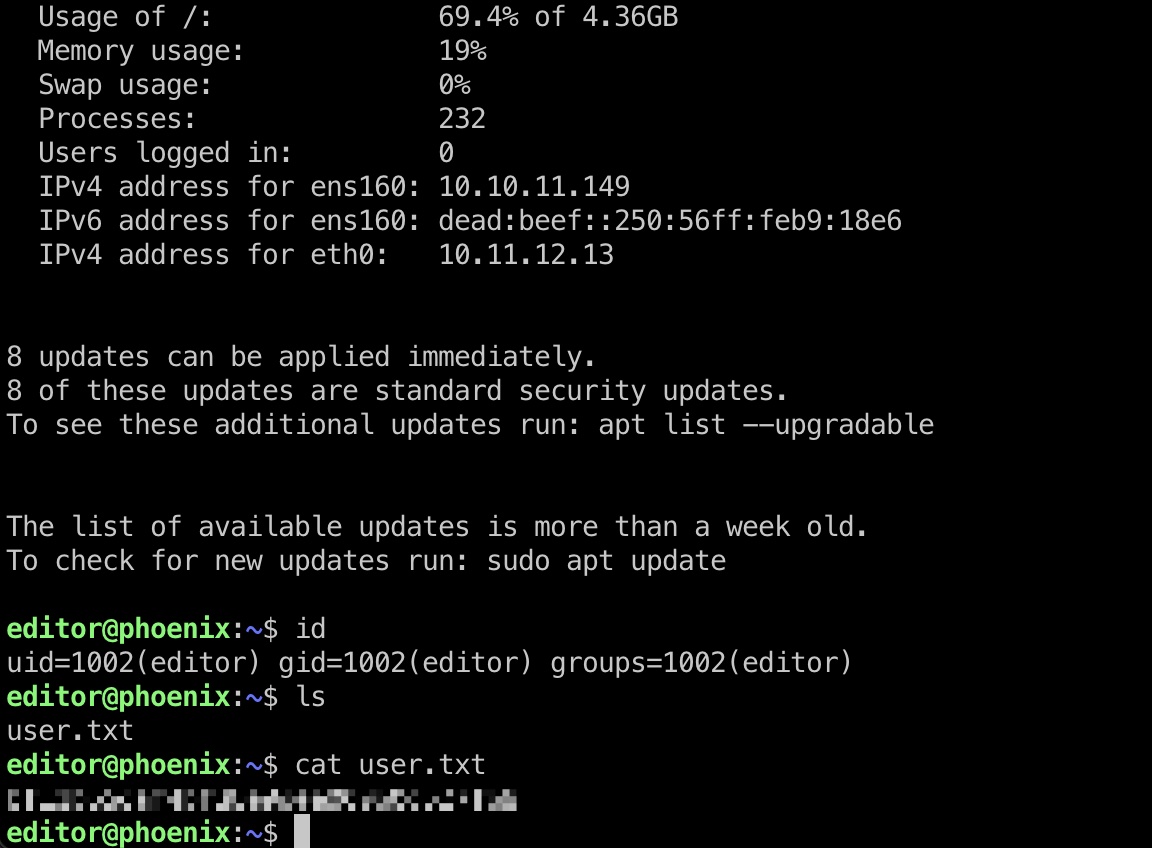 Usage of /: 69.4% of 4.36GB
Memory usage: 19%
Swap usage: 0%
Processes: 232
Users logged in: 0
IPv4 address for ens160: 10.10.11.149
IPv6 address for ens160: dead:beef::250:56ff:feb9:18e6
IPv4 address for eth0: 10.11.12.13
8 updates can be applied immediately.
8 of these updates are standard security updates.
To see these additional updates run: apt list --upgradable
The list of available updates is more than a week old.
To check for new updates run: sudo apt update
editor@phoenix:~$ id
uid=1002(editor) gid=1002(editor) groups=1002(editor)
editor@phoenix:~$ ls
user.txt
editor@phoenix:~$ cat user.txt
editor@phoenix:~$